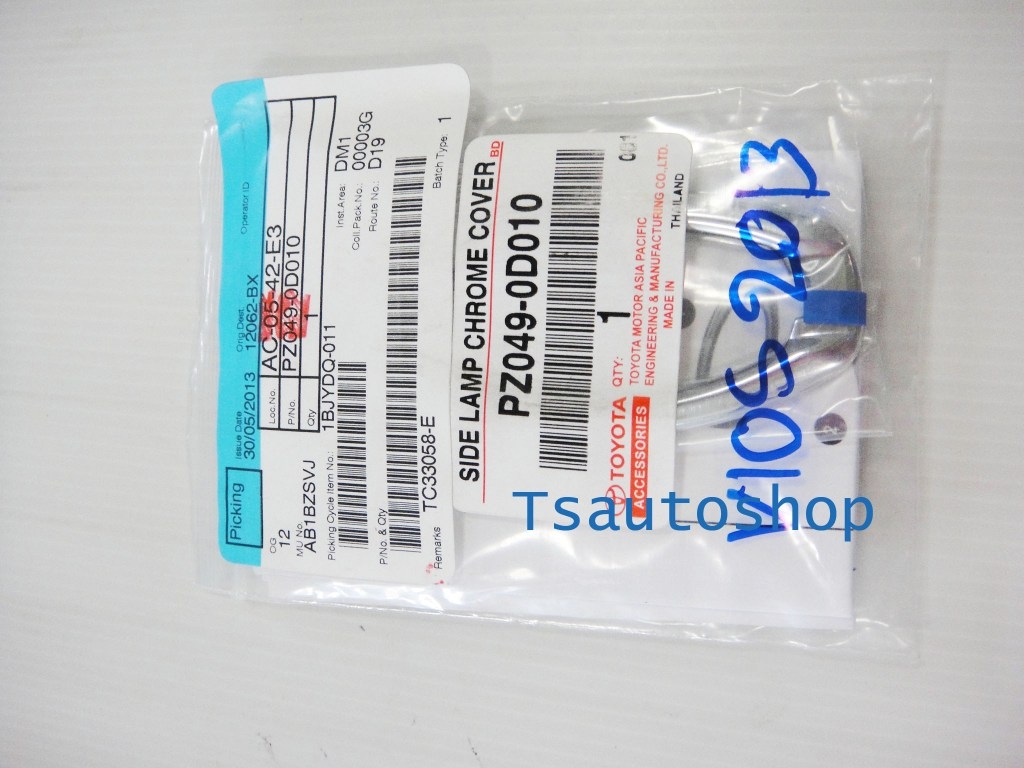 Picking
Issue Date
Orig.Dest
Operator ID
30/05/2013
12062-BX
OG
12
Loc.No.
AC-05-42-E3
P/No.
PZ049-0D010
Qty
1
MU No.
AB1BZSVJ
Inst.Area: DM1
Coll.Pack.No.: 00003G
Route No.: D19
Picking Cycle Item No.:
1BJYDQ-011
P/No. & Qty
Batch Type: 1
Remarks TC33058-E
SIDE LAMP CHROME COVER BD
PZ049-0D010
001
TOYOTA QTY: 1
ACCESSORIES
TOYOTA MOTOR ASIA PACIFIC
ENGINEERING & MANUFACTURING CO.,LTD.
MADE IN THAILAND
VIOS 2013
2
Tsautoshop